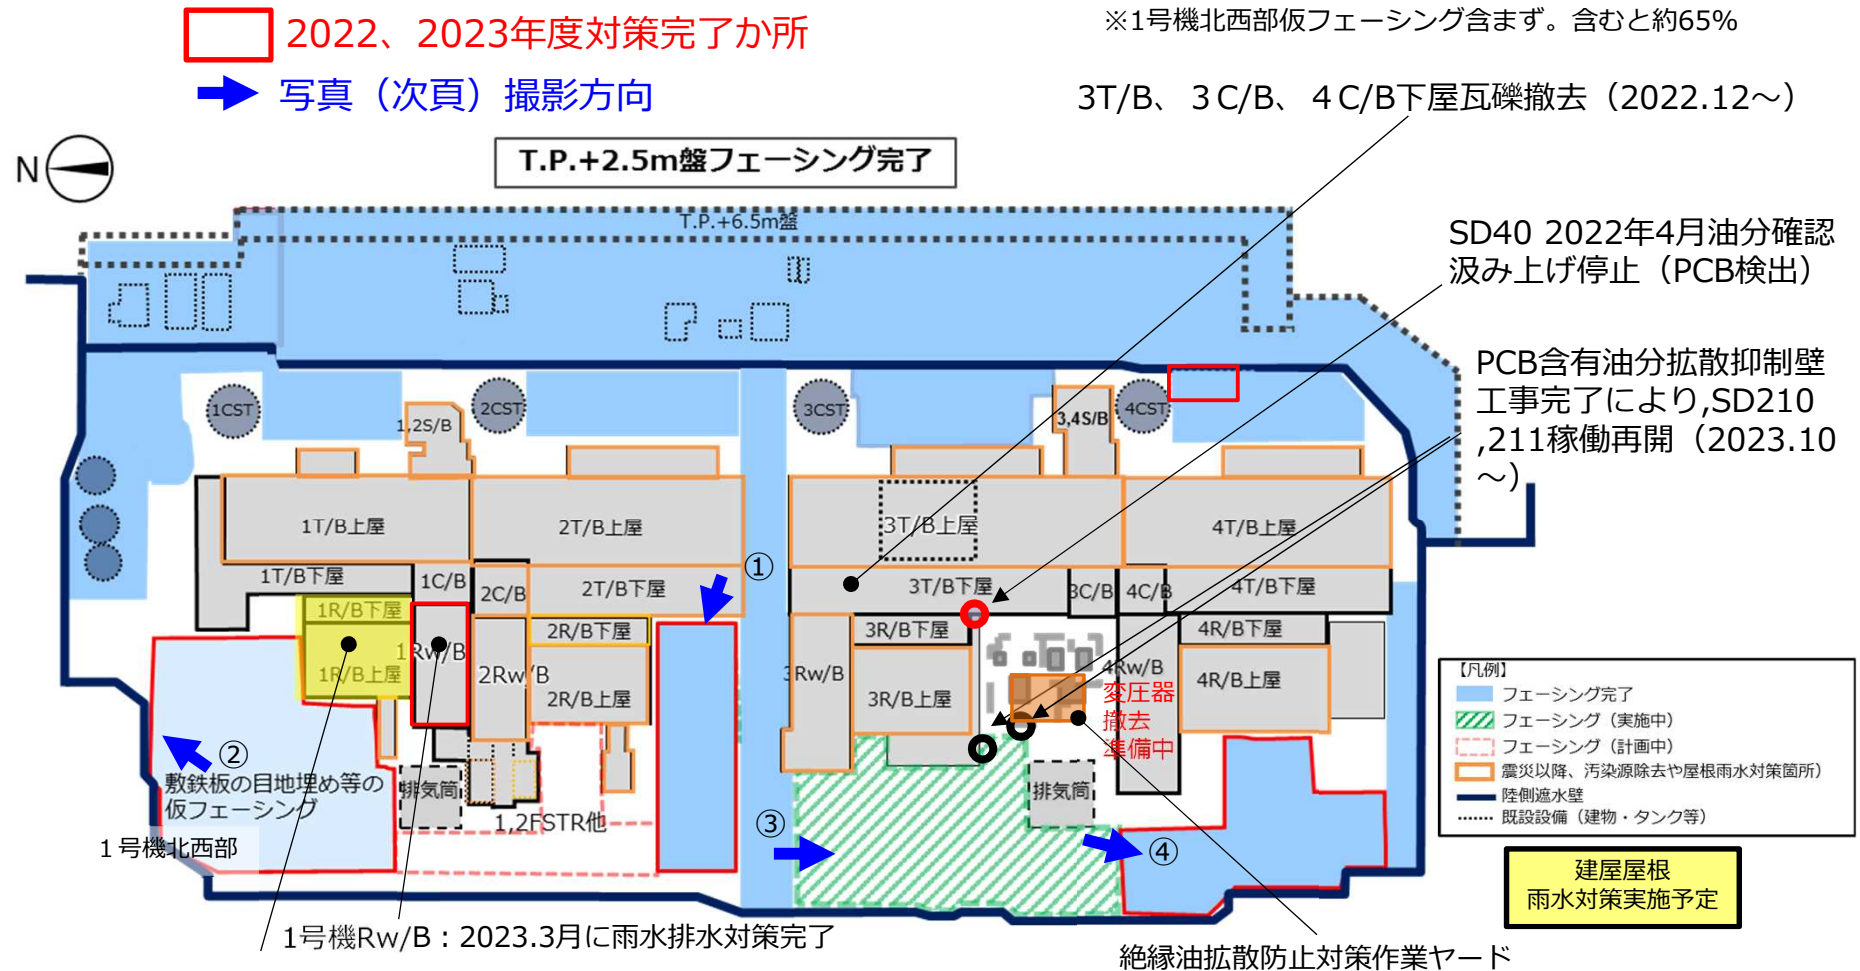 2022、2023年度対策完了か所
※1号機北西部仮フェーシング含まず。含むと約65%
写真（次頁）撮影方向
3T/B、３C/B、４C/B下屋瓦礫撤去（2022.12～）
N
T.P.+2.5m盤フェーシング完了
T.P.+6.5m盤
SD40 2022年4月油分確認
汲み上げ停止（PCB検出）
PCB含有油分拡散抑制壁
工事完了により,SD210
,211稼働再開（2023.10
～）
1CST
1,2S/B
2CST
3CST
3,4S/B
4CST
1T/B上屋
2T/B上屋
3T/B上屋
4T/B上屋
①
1T/B下屋
1C/B
2C/B
2T/B下屋
3T/B下屋
3C/B
4C/B
4T/B下屋
1R/B下屋
1Rw/B
1R/B上屋
2Rw/B
2R/B下屋
2R/B上屋
3Rw/B
3R/B下屋
3R/B上屋
4Rw/B
4R/B下屋
4R/B上屋
変圧器
撤去
準備中
②
敷鉄板の目地埋め等の
仮フェーシング
１号機北西部
排気筒
1,2FSTR他
③
排気筒
④
【凡例】
フェーシング完了
フェーシング（実施中）
フェーシング（計画中）
震災以降、汚染源除去や屋根雨水対策箇所）
陸側遮水壁
既設設備（建物・タンク等）
建屋屋根
雨水対策実施予定
1号機Rw/B：2023.3月に雨水排水対策完了
絶縁油拡散防止対策作業ヤード